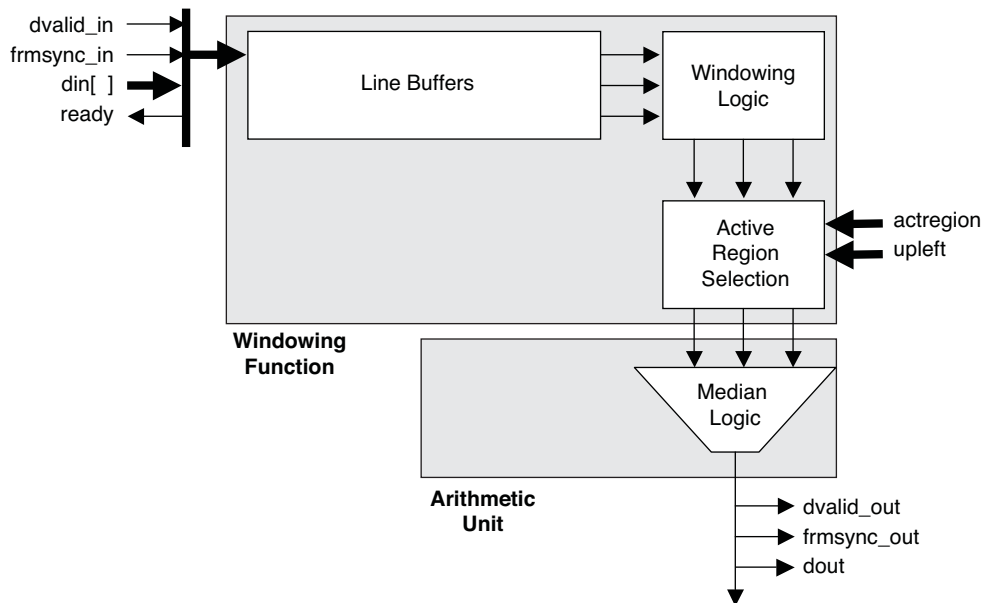 dvalid_in
frmsync_in
din[ ]
ready
Line Buffers
Windowing
Logic
actregion
upleft
Active
Region
Selection
Windowing
Function
Median
Logic
Arithmetic
Unit
dvalid_out
frmsync_out
dout